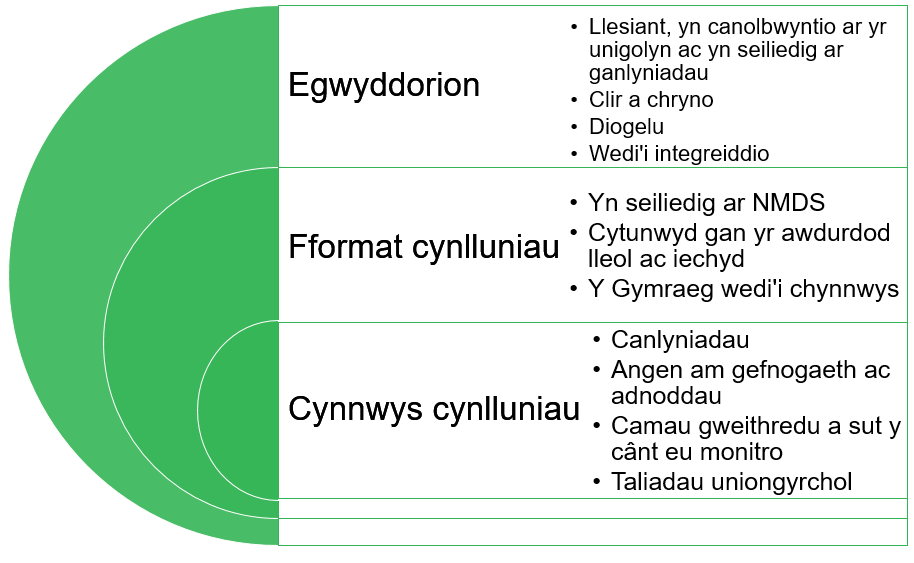 Egwyddorion
• Llesiant, yn canolbwyntio ar yr
unigolyn ac yn seiliedig ar
ganlyniadau
• Clir a chryno
• Diogelu
• Wedi'i integreiddio
Fformat cynlluniau
• Yn seiliedig ar NMDS
• Cytunwyd gan yr awdurdod
lleol ac iechyd
• Y Gymraeg wedi'i chynnwys
Cynnwys cynlluniau
• Canlyniadau
• Angen am gefnogaeth ac
adnoddau
• Camau gweithredu a sut y
cânt eu monitro
• Taliadau uniongyrchol